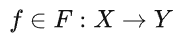 f ∈ F : X → Y